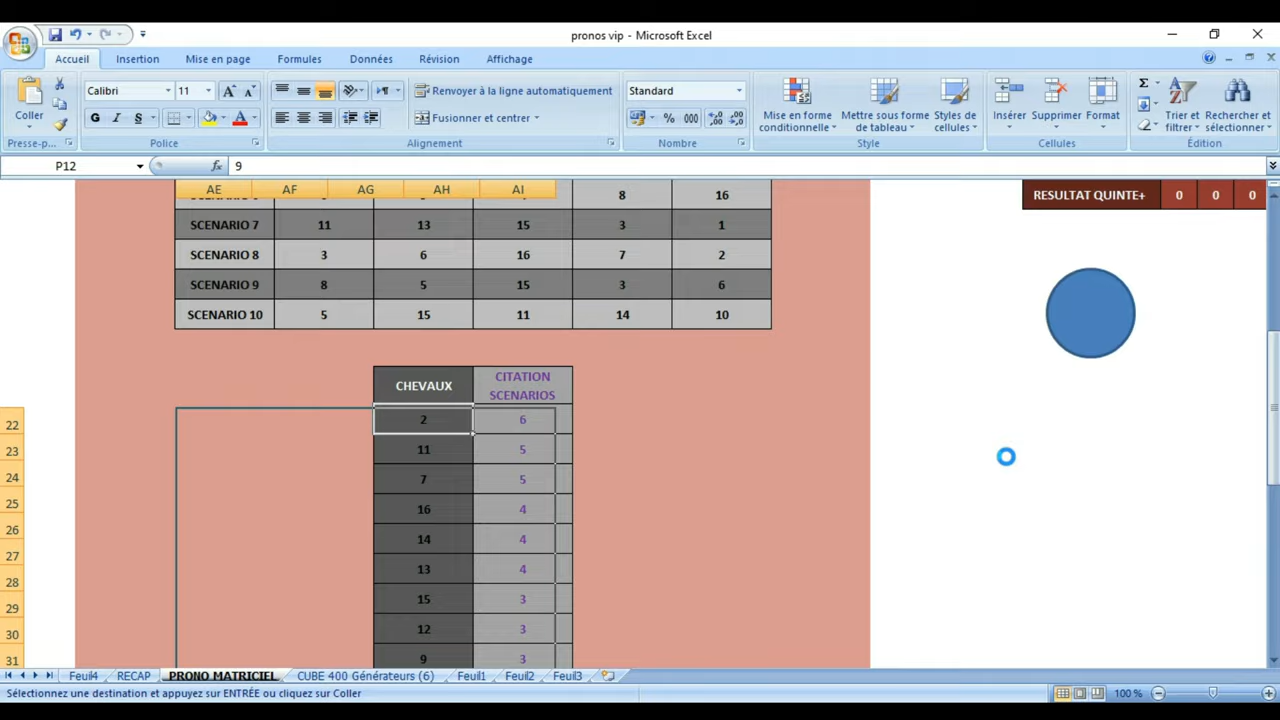 pronos vip - Microsoft Excel
Accueil Insertion Mise en page Formules Données Révision Affichage
Coller
Calibri 11
Renvoyer à la ligne automatiquement
Standard
G I S
Fusionner et centrer
% 000
Mise en forme conditionnelle
Mettre sous forme de tableau
Styles de cellules
Insérer Supprimer Format
Trier et filtrer
Rechercher et sélectionner
Presse-p... Police Alignement Nombre Style Cellules Édition
P12 fx 9
AE AF AG AH AI
8 16
RESULTAT QUINTE+ 0 0 0
SCENARIO 7 11 13 15 3 1
SCENARIO 8 3 6 16 7 2
SCENARIO 9 8 5 15 3 6
SCENARIO 10 5 15 11 14 10
CHEVAUX CITATION SCENARIOS
22 2 6
23 11 5
24 7 5
25 16 4
26 14 4
27 13 4
28
29 15 3
30 12 3
31 9 3
Feuil4 RECAP PRONO MATRICIEL CUBE 400 Générateurs (6) Feuil1 Feuil2 Feuil3
Sélectionnez une destination et appuyez sur ENTRÉE ou cliquez sur Coller
100 %